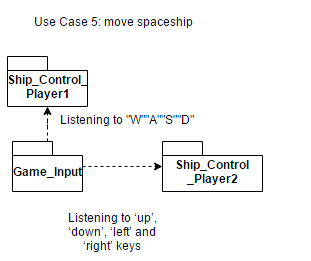 Use Case 5: move spaceship
Ship_Control_
Player1
Listening to "W""A""S""D"
Game_Input
Ship_Control
_Player2
Listening to ‘up’,
‘down’, ‘left’ and
‘right’ keys